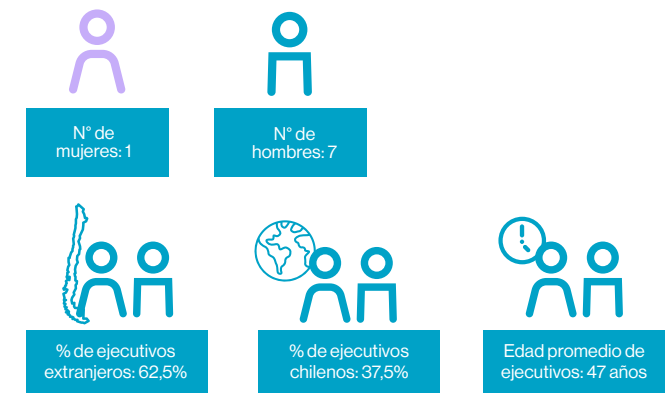 N° de
mujeres: 1
N° de
hombres: 7
% de ejecutivos
extranjeros: 62,5%
% de ejecutivos
chilenos: 37,5%
Edad promedio de
ejecutivos: 47 años